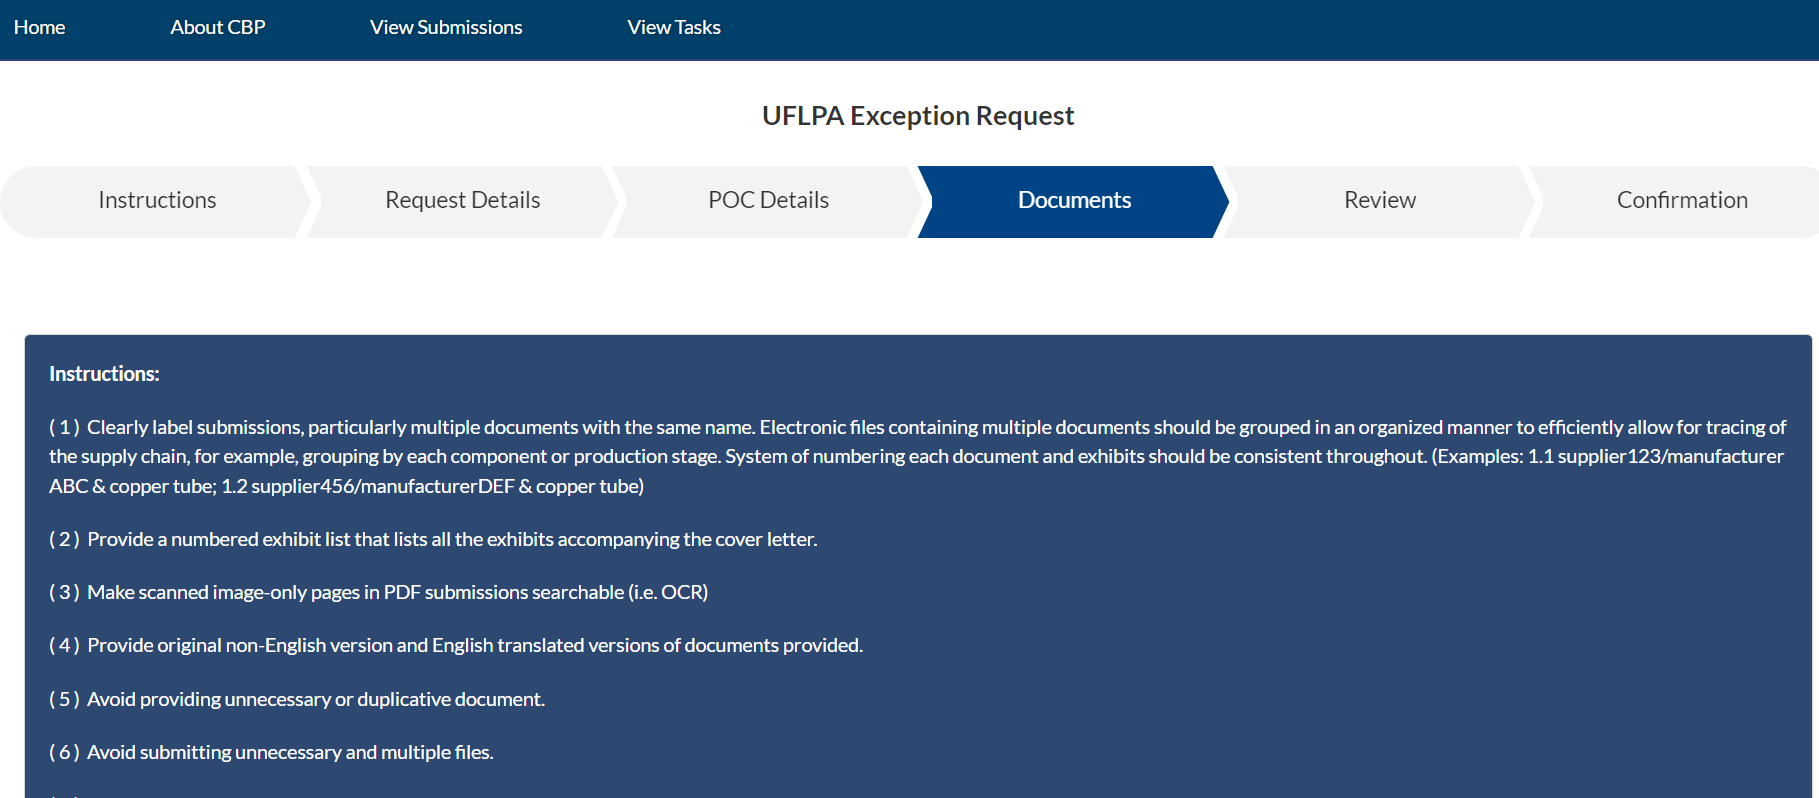 Home About CBP View Submissions View Tasks
UFLPA Exception Request
Instructions Request Details POC Details Documents Review Confirmation
Instructions:
( 1 ) Clearly label submissions, particularly multiple documents with the same name. Electronic files containing multiple documents should be grouped in an organized manner to efficiently allow for tracing of
the supply chain, for example, grouping by each component or production stage. System of numbering each document and exhibits should be consistent throughout. (Examples: 1.1 supplier123/manufacturer
ABC & copper tube; 1.2 supplier456/manufacturerDEF & copper tube)
( 2 ) Provide a numbered exhibit list that lists all the exhibits accompanying the cover letter.
( 3 ) Make scanned image-only pages in PDF submissions searchable (i.e. OCR)
( 4 ) Provide original non-English version and English translated versions of documents provided.
( 5 ) Avoid providing unnecessary or duplicative document.
( 6 ) Avoid submitting unnecessary and multiple files.